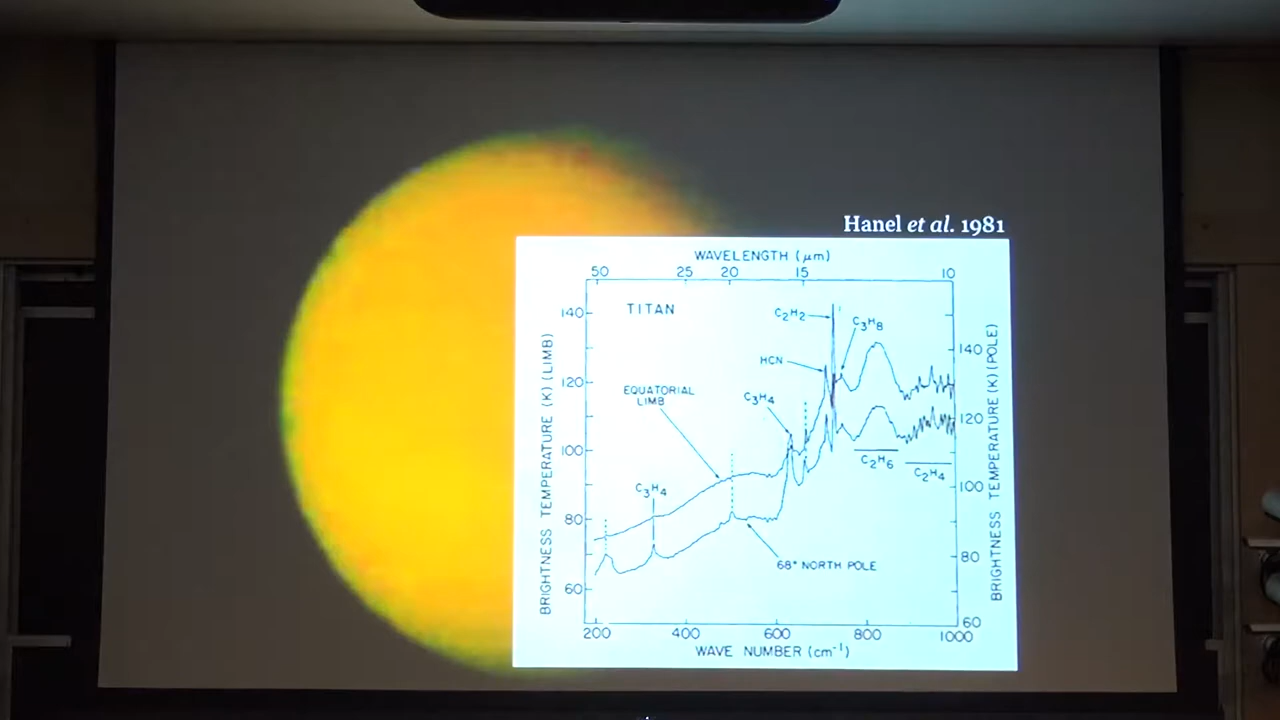 Hanel et al. 1981
WAVELENGTH (μm)
50 25 20 15 10
TITAN
C2H2
C3H8
HCN
C3H4
EQUATORIAL
LIMB
C3H4
C2H6
C2H4
68° NORTH POLE
BRIGHTNESS TEMPERATURE (K) (LIMB)
140
120
100
80
60
BRIGHTNESS TEMPERATURE (K) (POLE)
140
120
100
80
60
200 400 600 800 1000
WAVE NUMBER (cm-1)